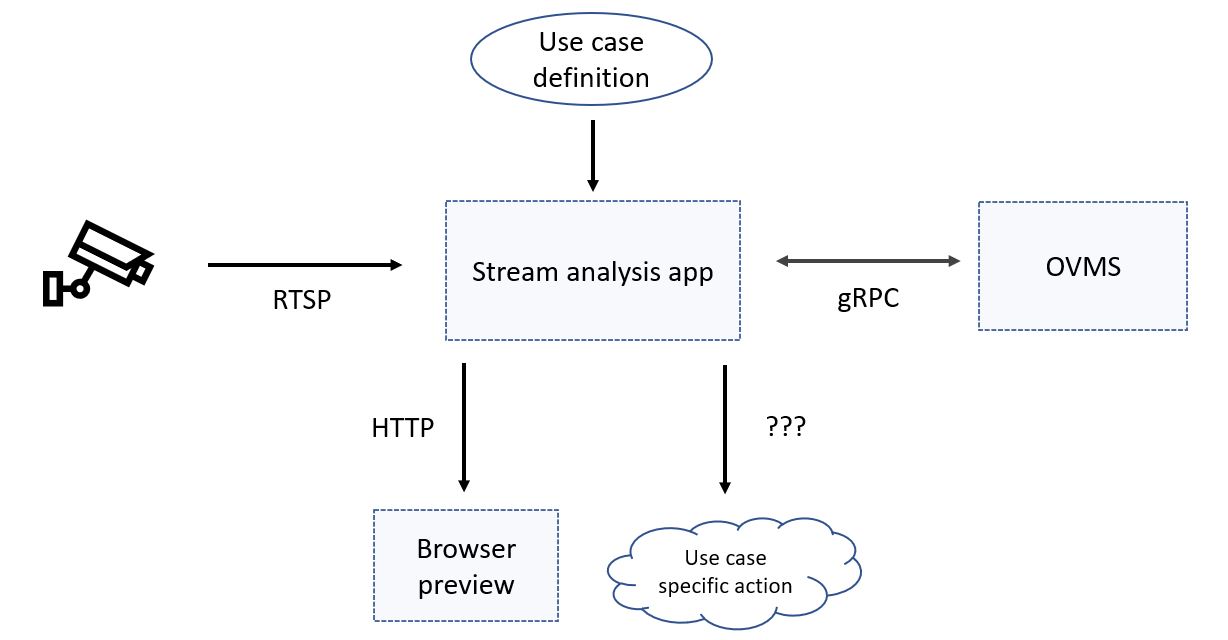 Use case
definition
Stream analysis app
OVMS
RTSP
gRPC
HTTP
???
Browser
preview
Use case
specific action